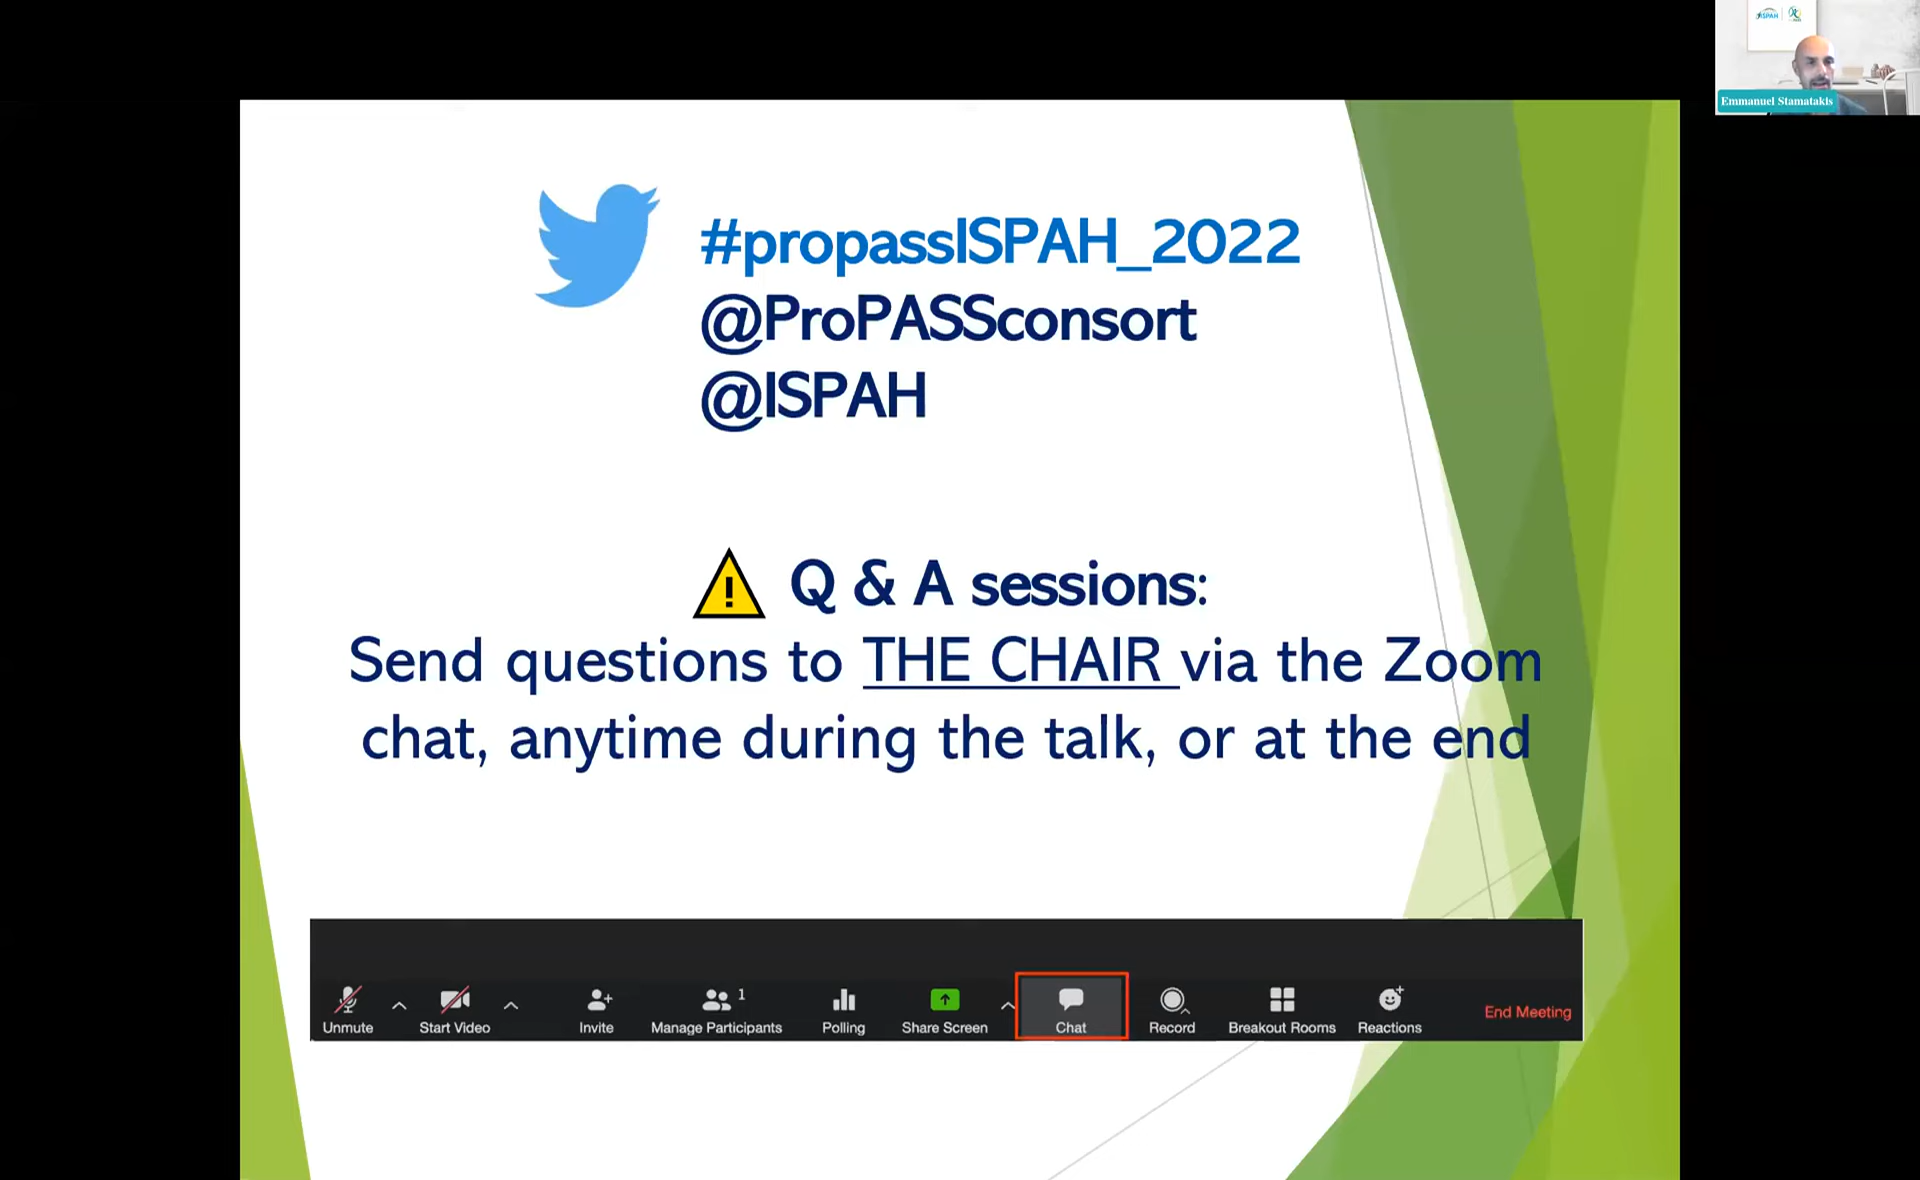 ISPAH
Emmanuel Stamatakis
#propassISPAH_2022
@ProPASSconsort
@ISPAH
Q & A sessions:
Send questions to THE CHAIR via the Zoom
chat, anytime during the talk, or at the end
1
Unmute Start Video Invite Manage Participants Polling Share Screen Chat Record Breakout Rooms Reactions End Meeting